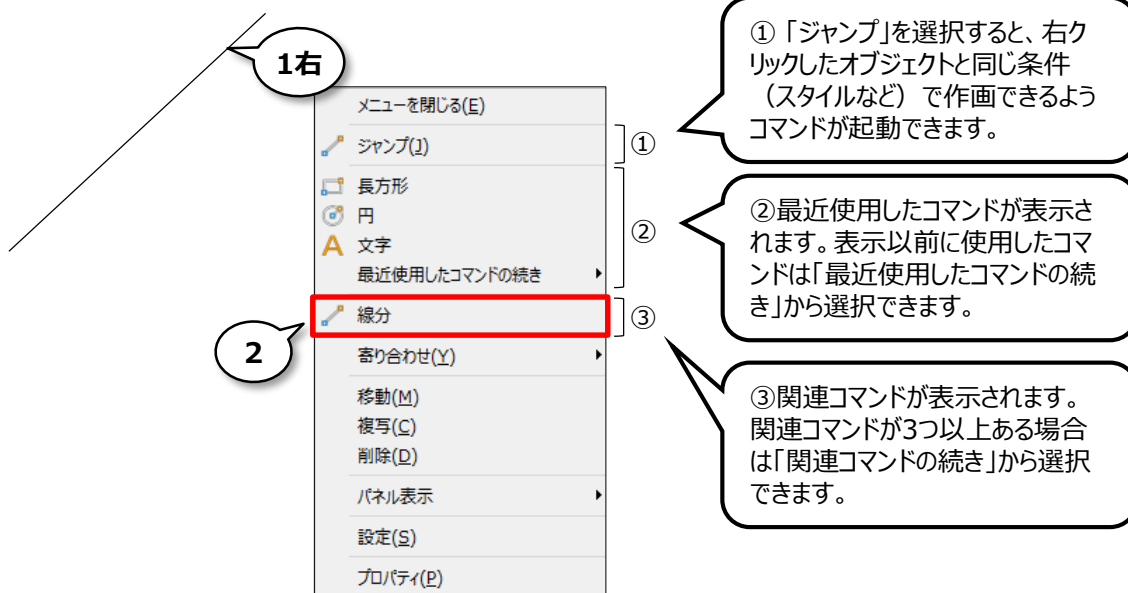 1右
メニューを閉じる(E)
ジャンプ(J)
①
長方形
円
文字
最近使用したコマンドの続き
②
線分
③
2
寄り合わせ(Y)
移動(M)
複写(C)
削除(D)
パネル表示
設定(S)
プロパティ(P)
①「ジャンプ」を選択すると、右ク
リックしたオブジェクトと同じ条件
(スタイルなど)で作画できるよう
コマンドが起動できます。
②最近使用したコマンドが表示さ
れます。表示以前に使用したコマ
ンドは「最近使用したコマンドの続
き」から選択できます。
③関連コマンドが表示されます。
関連コマンドが3つ以上ある場合
は「関連コマンドの続き」から選択
できます。